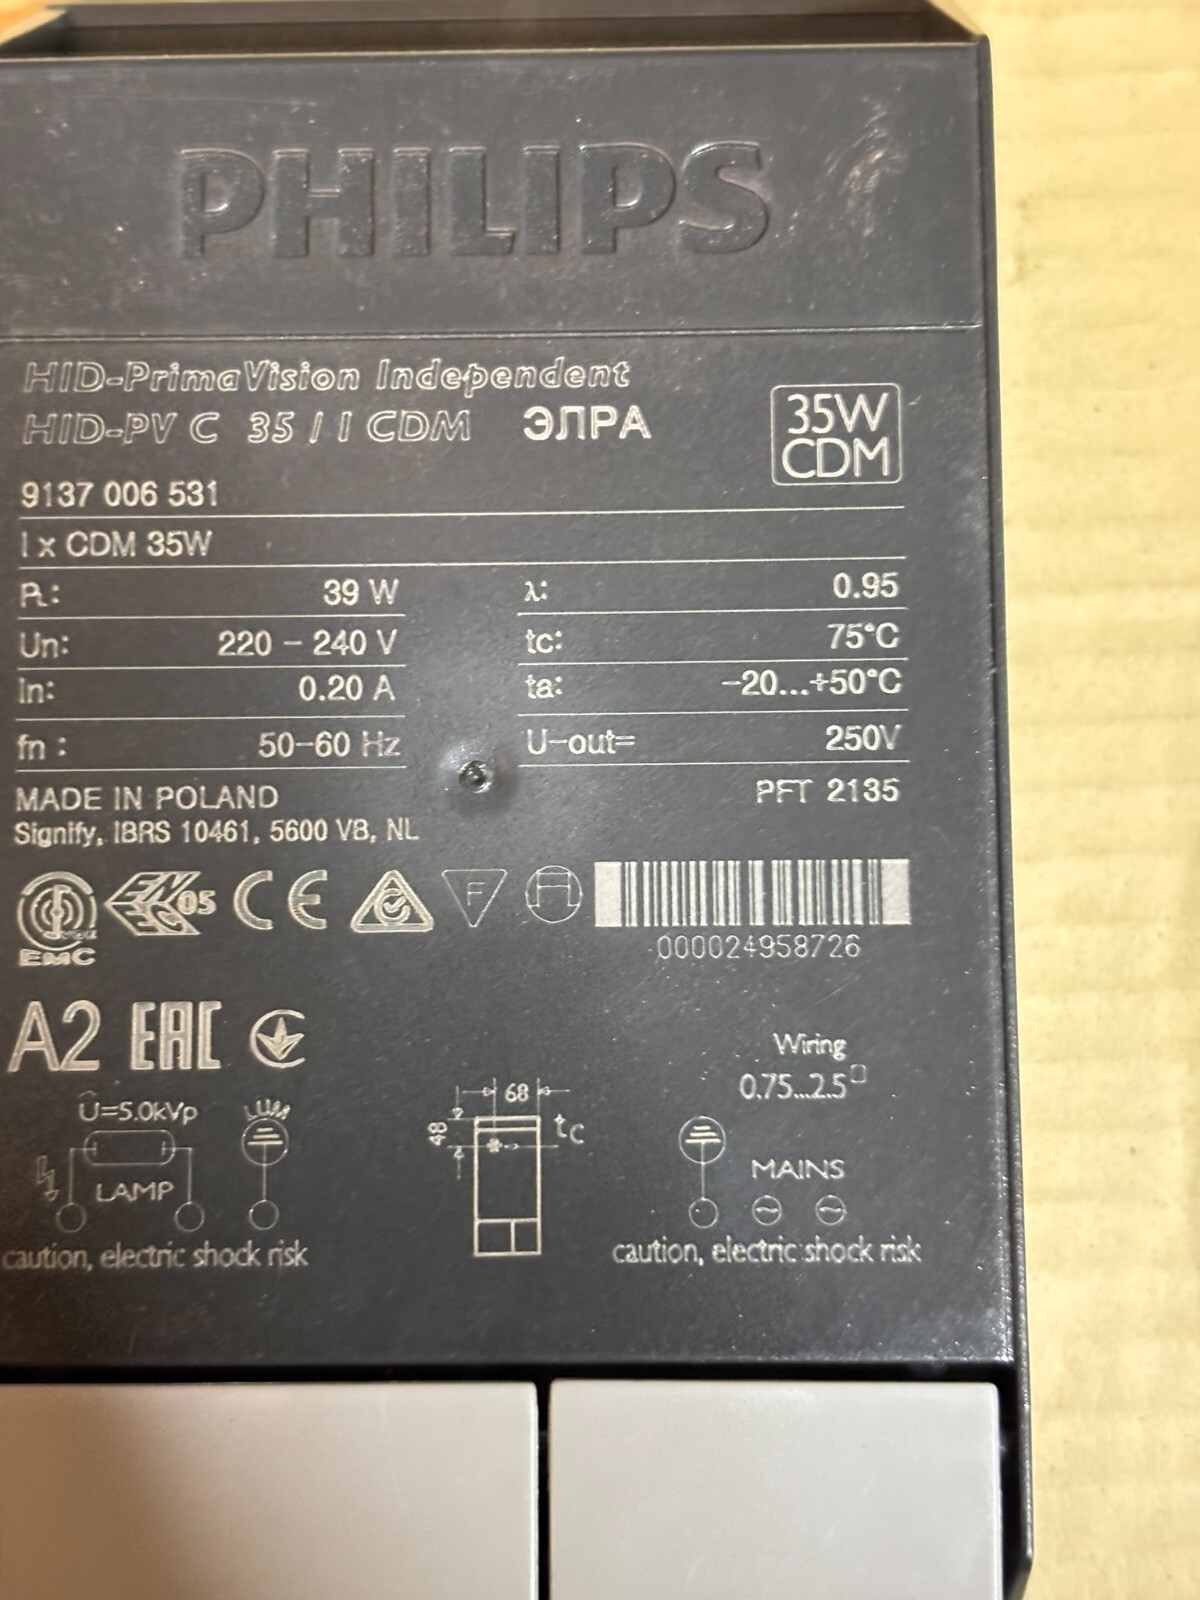 PHILIPS
HID-PrimaVision Independent
HID-PV C 35 / I CDM ЭЛРА
35W
CDM
9137 006 531
1 x CDM 35W
PL: 39 W λ: 0.95
Un: 220 - 240 V tc: 75°C
In: 0.20 A ta: -20...+50°C
fn : 50-60 Hz U-out= 250V
MADE IN POLAND PFT 2135
Signify, IBRS 10461, 5600 VB, NL
EMC
ENEC 05 CE F
000024958726
A2 EAC
Wiring
0.75...2.5□
Û=5.0kVp LUM
LAMP
68
48
tc
MAINS
caution, electric shock risk
caution, electric shock risk